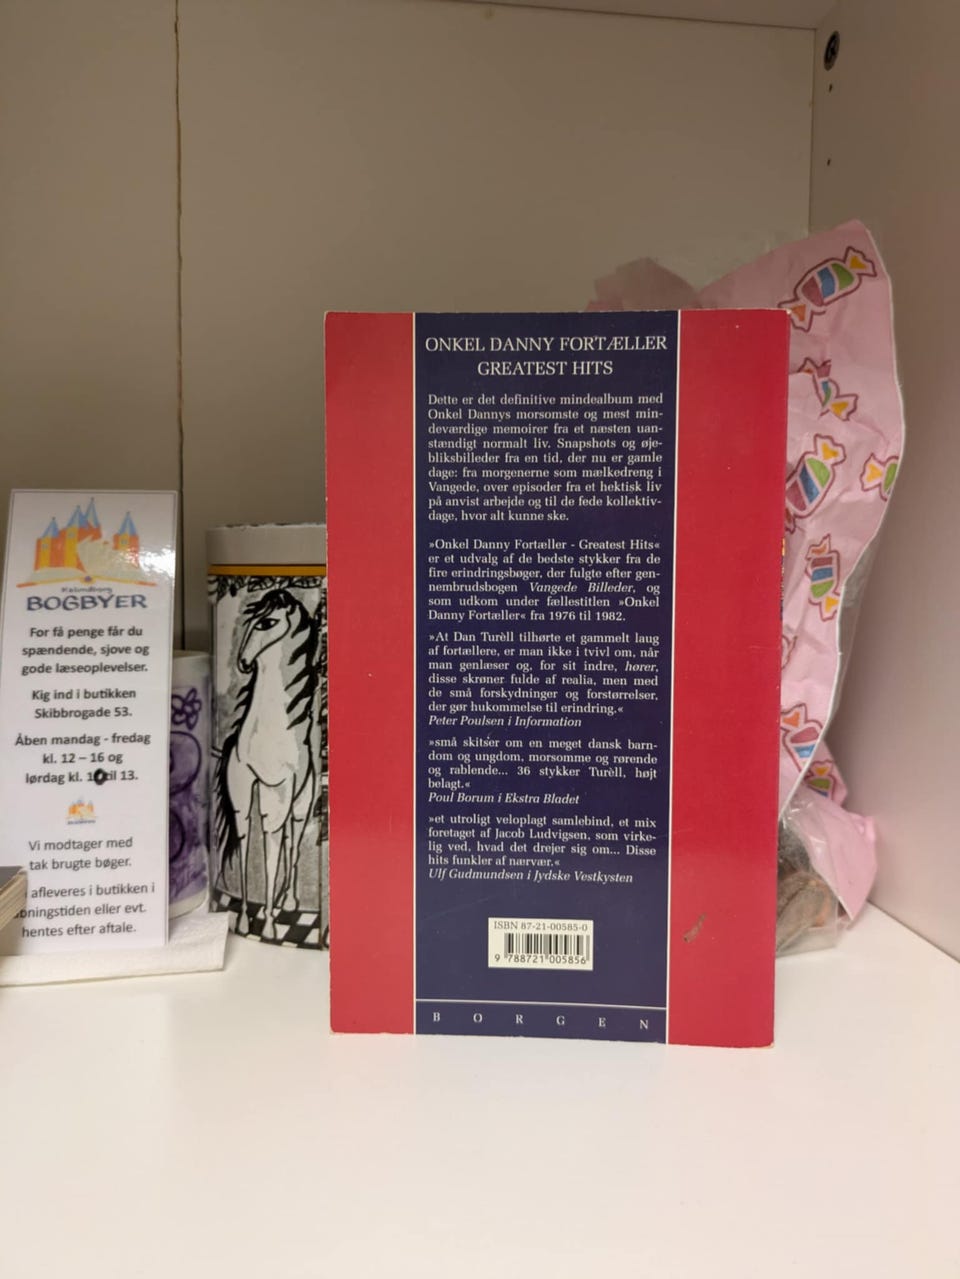 Kalundborg
BOGBYER
For få penge får du
spændende, sjove og
gode læseoplevelser.
Kig ind i butikken
Skibbrogade 53.
Åben mandag - fredag
kl. 12 – 16 og
lørdag kl. 10 til 13.
Vi modtager med
tak brugte bøger.
afleveres i butikken i
bningstiden eller evt.
hentes efter aftale.
ONKEL DANNY FORTÆLLER
GREATEST HITS
Dette er det definitive mindealbum med
Onkel Dannys morsomste og mest min-
deværdige memoirer fra et næsten uan-
stændigt normalt liv. Snapshots og øje-
bliksbilleder fra en tid, der nu er gamle
dage: fra morgenerne som mælkedreng i
Vangede, over episoder fra et hektisk liv
på anvist arbejde og til de fede kollektiv-
dage, hvor alt kunne ske.
»Onkel Danny Fortæller - Greatest Hits«
er et udvalg af de bedste stykker fra de
fire erindringsbøger, der fulgte efter gen-
nembrudsbogen Vangede Billeder, og
som udkom under fællestitlen »Onkel
Danny Fortæller« fra 1976 til 1982.
»At Dan Turèll tilhørte et gammelt laug
af fortællere, er man ikke i tvivl om, når
man genlæser og, for sit indre, hører,
disse skrøner fulde af realia, men med
de små forskydninger og forstørrelser,
der gør hukommelse til erindring.«
Peter Poulsen i Information
»små skitser om en meget dansk barn-
dom og ungdom, morsomme og rørende
og rablende... 36 stykker Turèll, højt
belagt.«
Poul Borum i Ekstra Bladet
»et utroligt veloplagt samlebind, et mix
foretaget af Jacob Ludvigsen, som virke-
lig ved, hvad det drejer sig om... Disse
hits funkler af nærvær.«
Ulf Gudmundsen i Jydske Vestkysten
ISBN 87-21-00585-0
9 788721 005856
BORGEN